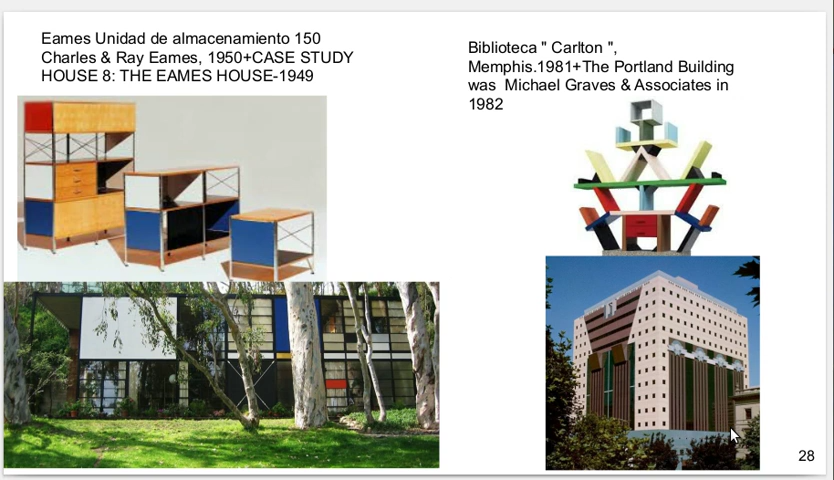 Eames Unidad de almacenamiento 150
Charles & Ray Eames, 1950+CASE STUDY
HOUSE 8: THE EAMES HOUSE-1949
Biblioteca " Carlton ",
Memphis.1981+The Portland Building
was  Michael Graves & Associates in
1982
28